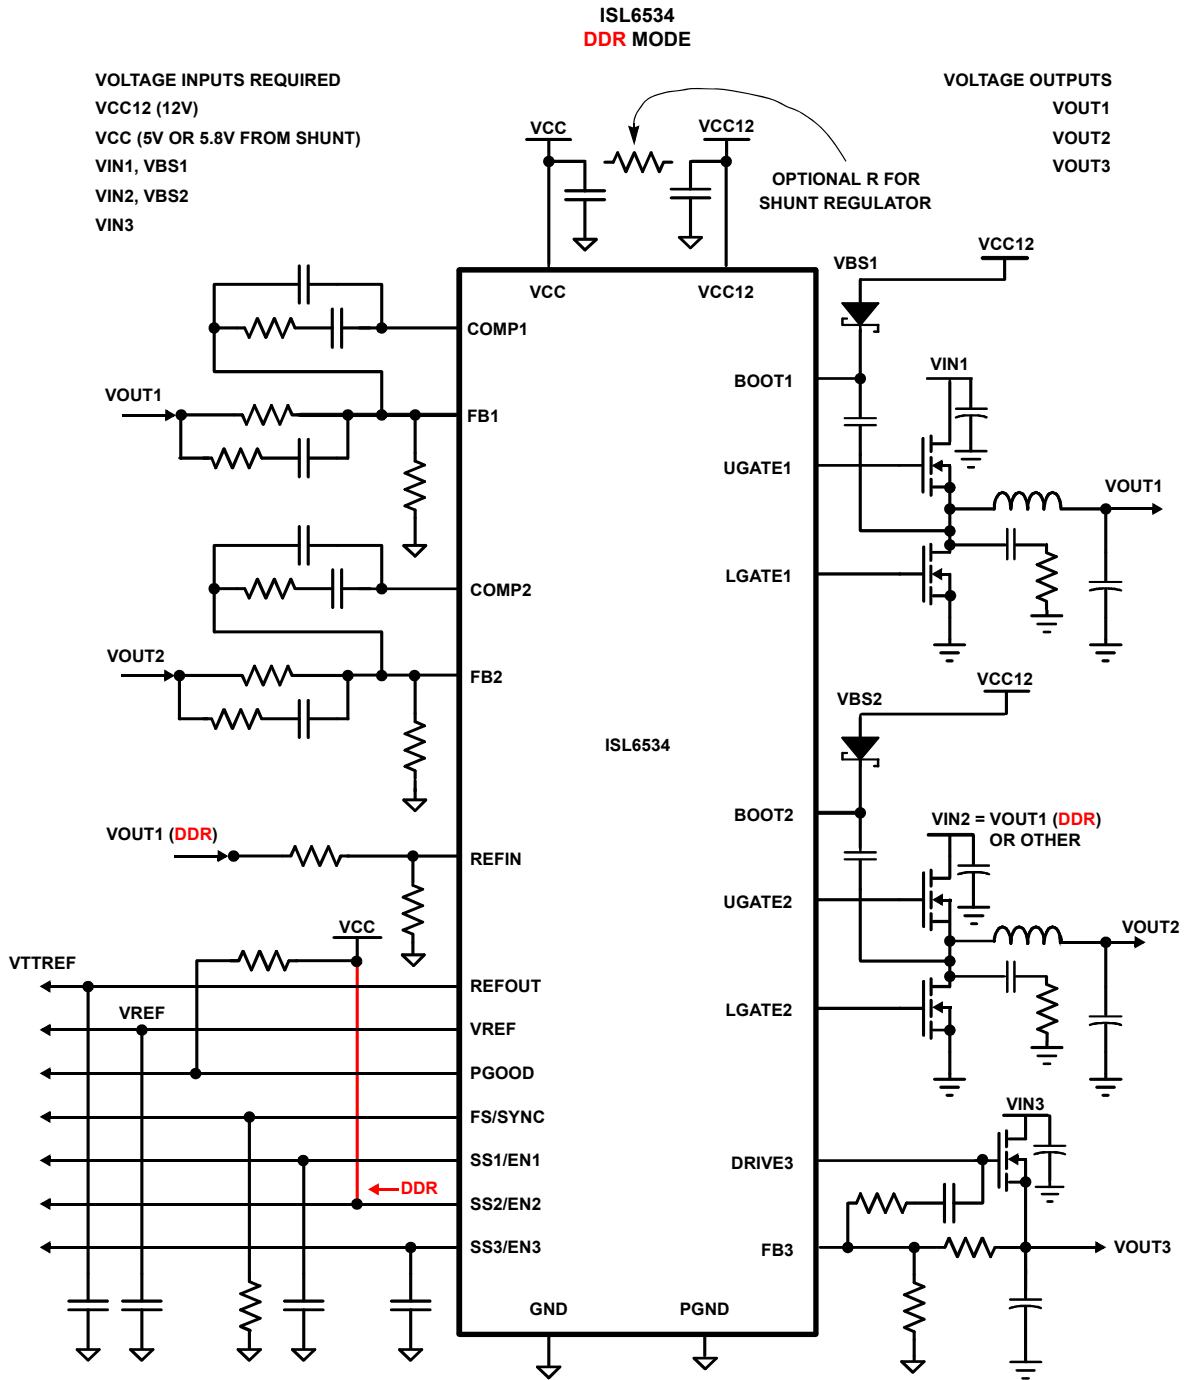 ISL6534
DDR MODE
VOLTAGE INPUTS REQUIRED
VCC12 (12V)
VCC (5V OR 5.8V FROM SHUNT)
VIN1, VBS1
VIN2, VBS2
VIN3
VOLTAGE OUTPUTS
VOUT1
VOUT2
VOUT3
VCC
VCC12
OPTIONAL R FOR
SHUNT REGULATOR
VCC
VCC12
COMP1
VOUT1
FB1
COMP2
VOUT2
FB2
ISL6534
VOUT1 (DDR)
REFIN
VCC
VTTREF
REFOUT
VREF
VREF
PGOOD
FS/SYNC
SS1/EN1
DDR
SS2/EN2
SS3/EN3
GND
PGND
VBS1
VCC12
BOOT1
VIN1
UGATE1
VOUT1
LGATE1
VBS2
VCC12
BOOT2
VIN2 = VOUT1 (DDR)
OR OTHER
UGATE2
VOUT2
LGATE2
VIN3
DRIVE3
FB3
VOUT3